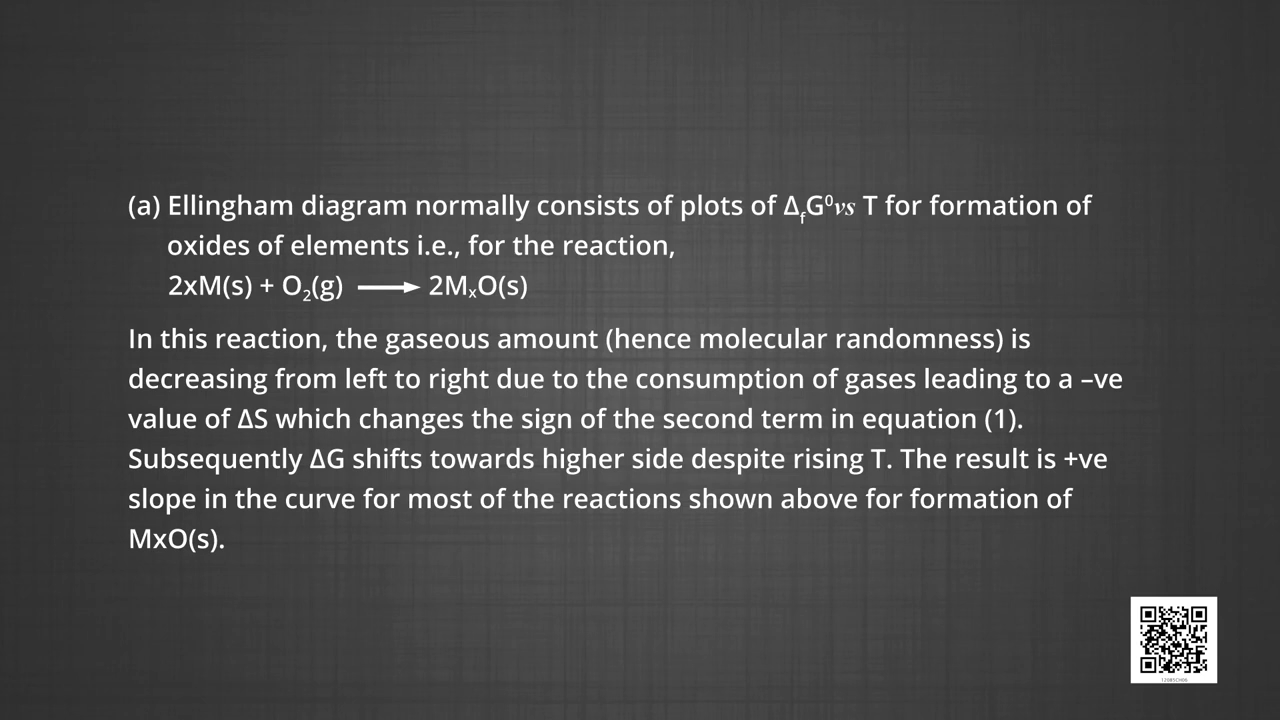 (a) Ellingham diagram normally consists of plots of ΔfG⁰vs T for formation of
oxides of elements i.e., for the reaction,
2xM(s) + O₂(g) ⟶ 2MₓO(s)
In this reaction, the gaseous amount (hence molecular randomness) is
decreasing from left to right due to the consumption of gases leading to a –ve
value of ΔS which changes the sign of the second term in equation (1).
Subsequently ΔG shifts towards higher side despite rising T. The result is +ve
slope in the curve for most of the reactions shown above for formation of
MxO(s).
12085CH06